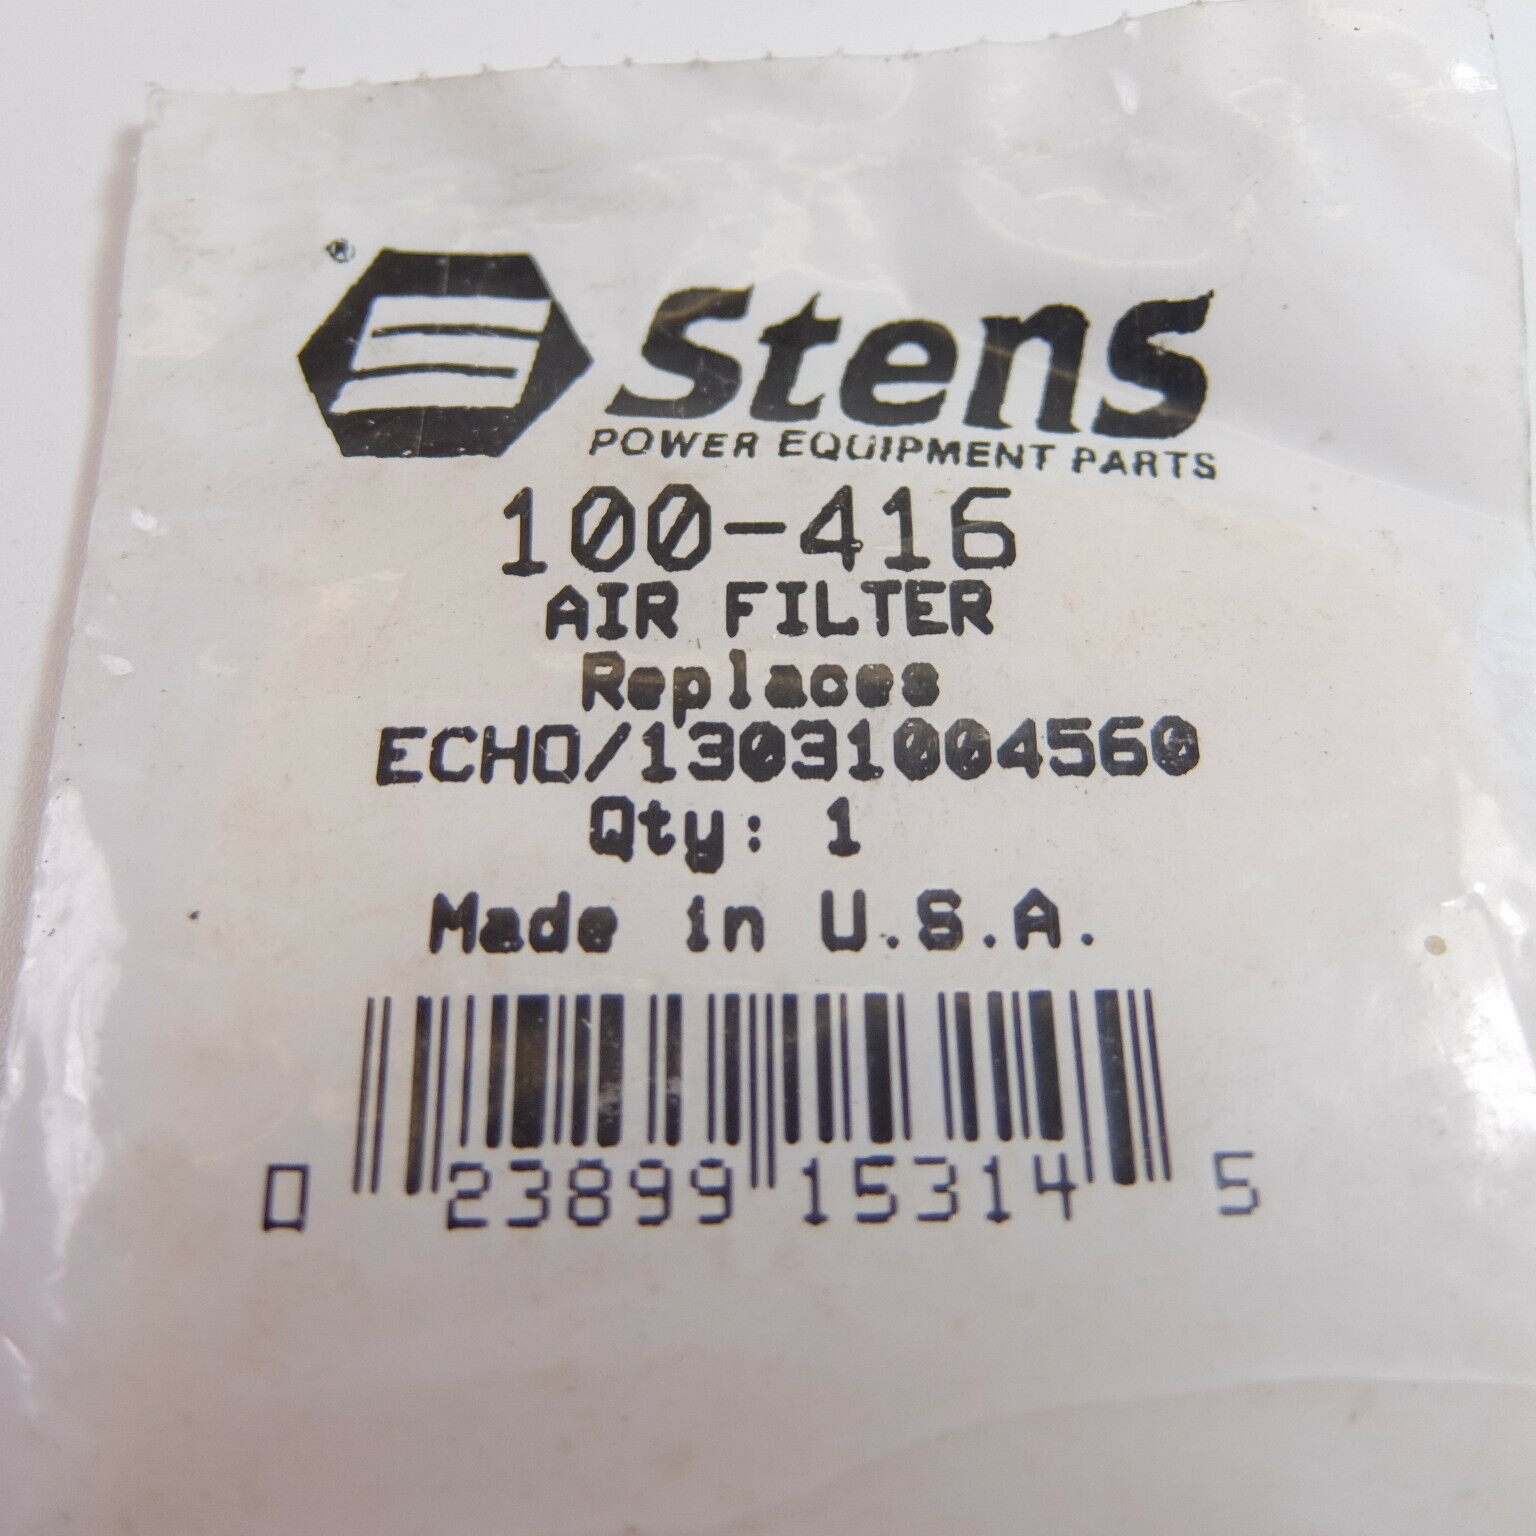 ®
Stens
POWER EQUIPMENT PARTS
100-416
AIR FILTER
Replaces
ECHO/13031004560
Qty: 1
Made in U.S.A.
0 23899 15314 5